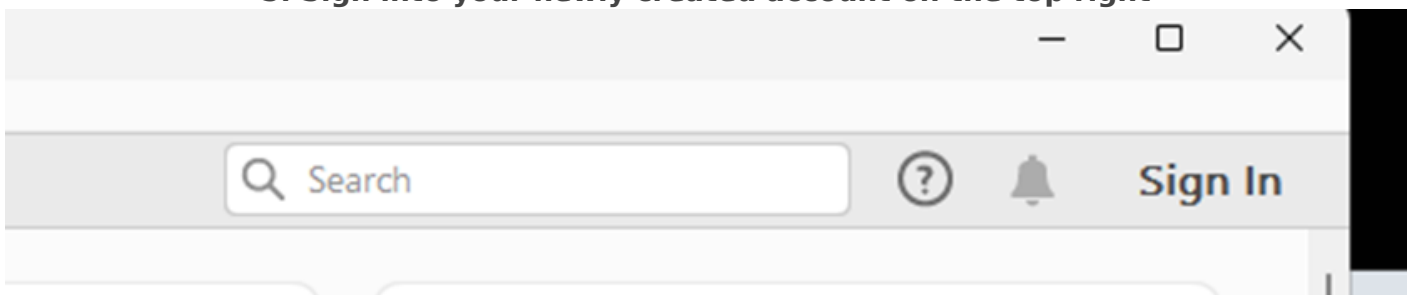 Sign into your newly created account on the top right
Search
Sign In